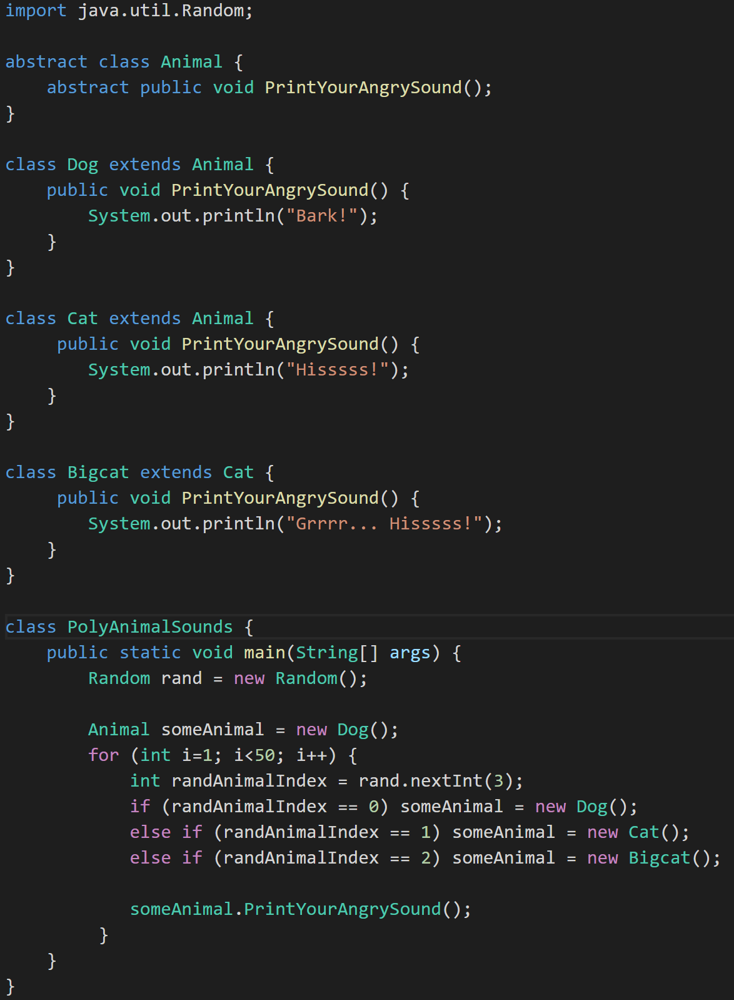 import java.util.Random;

abstract class Animal {
    abstract public void PrintYourAngrySound();
}

class Dog extends Animal {
    public void PrintYourAngrySound() {
        System.out.println("Bark!");
    }
}

class Cat extends Animal {
     public void PrintYourAngrySound() {
        System.out.println("Hisssss!");
    }
}

class Bigcat extends Cat {
     public void PrintYourAngrySound() {
        System.out.println("Grrrr... Hisssss!");
    }
}

class PolyAnimalSounds {
    public static void main(String[] args) {
        Random rand = new Random();

        Animal someAnimal = new Dog();
        for (int i=1; i<50; i++) {
            int randAnimalIndex = rand.nextInt(3);
            if (randAnimalIndex == 0) someAnimal = new Dog();
            else if (randAnimalIndex == 1) someAnimal = new Cat();
            else if (randAnimalIndex == 2) someAnimal = new Bigcat();

            someAnimal.PrintYourAngrySound();
         }
    }
}